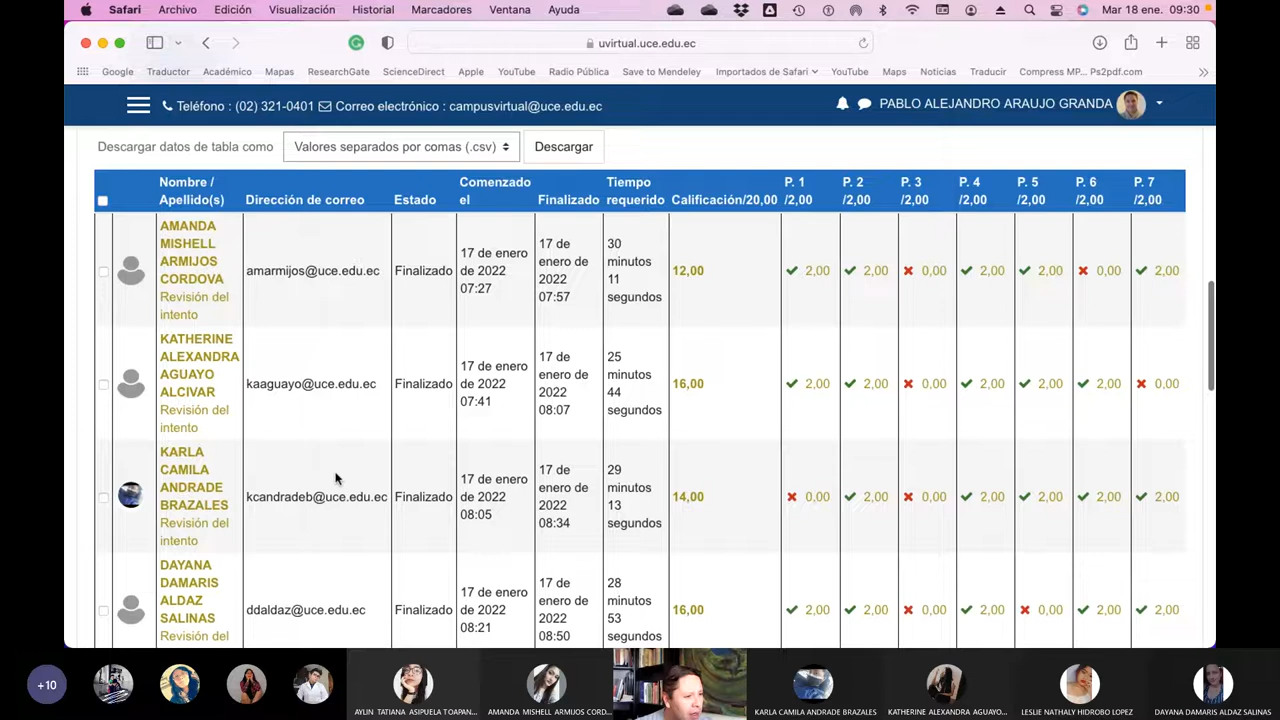 Safari Archivo Edición Visualización Historial Marcadores Ventana Ayuda Mar 18 ene. 09:30
uvirtual.uce.edu.ec
Google Traductor Académico Mapas ResearchGate ScienceDirect Apple YouTube Radio Pública Save to Mendeley Importados de Safari YouTube Maps Noticias Traducir Compress MP... Ps2pdf.com
Teléfono : (02) 321-0401 Correo electrónico : campusvirtual@uce.edu.ec PABLO ALEJANDRO ARAUJO GRANDA
Descargar datos de tabla como Valores separados por comas (.csv) Descargar
Nombre / Apellido(s) Dirección de correo Estado Comenzado el Finalizado Tiempo requerido Calificación/20,00 P. 1 /2,00 P. 2 /2,00 P. 3 /2,00 P. 4 /2,00 P. 5 /2,00 P. 6 /2,00 P. 7 /2,00
AMANDA MISHELL ARMIJOS CORDOVA Revisión del intento amarmijos@uce.edu.ec Finalizado 17 de enero de 2022 07:27 17 de enero de 2022 07:57 30 minutos 11 segundos 12,00 2,00 2,00 0,00 2,00 2,00 0,00 2,00
KATHERINE ALEXANDRA AGUAYO ALCIVAR Revisión del intento kaaguayo@uce.edu.ec Finalizado 17 de enero de 2022 07:41 17 de enero de 2022 08:07 25 minutos 44 segundos 16,00 2,00 2,00 0,00 2,00 2,00 2,00 0,00
KARLA CAMILA ANDRADE BRAZALES Revisión del intento kcandradeb@uce.edu.ec Finalizado 17 de enero de 2022 08:05 17 de enero de 2022 08:34 29 minutos 13 segundos 14,00 0,00 2,00 0,00 2,00 2,00 2,00 2,00
DAYANA DAMARIS ALDAZ SALINAS Revisión del ddaldaz@uce.edu.ec Finalizado 17 de enero de 2022 08:21 17 de enero de 2022 08:50 28 minutos 53 segundos 16,00 2,00 2,00 0,00 2,00 0,00 2,00 2,00
+10 AYLIN TATIANA ASIPUELA TOAPAN... AMANDA MISHELL ARMIJOS CORD... KARLA CAMILA ANDRADE BRAZALES KATHERINE ALEXANDRA AGUAYO... LESLIE NATHALY HIDROBO LOPEZ DAYANA DAMARIS ALDAZ SALINAS